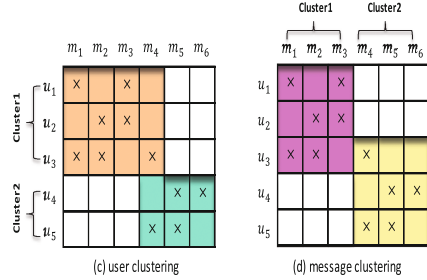 Cluster1 Cluster2
m1 m2 m3 m4 m5 m6
m1 m2 m3 m4 m5 m6
Cluster1
Cluster2
u1 X X
u2 X X
u3 X X X
u4 X X
u5 X X
u1 X X
u2 X X
u3 X X X
u4 X X
u5 X X
(c) user clustering
(d) message clustering